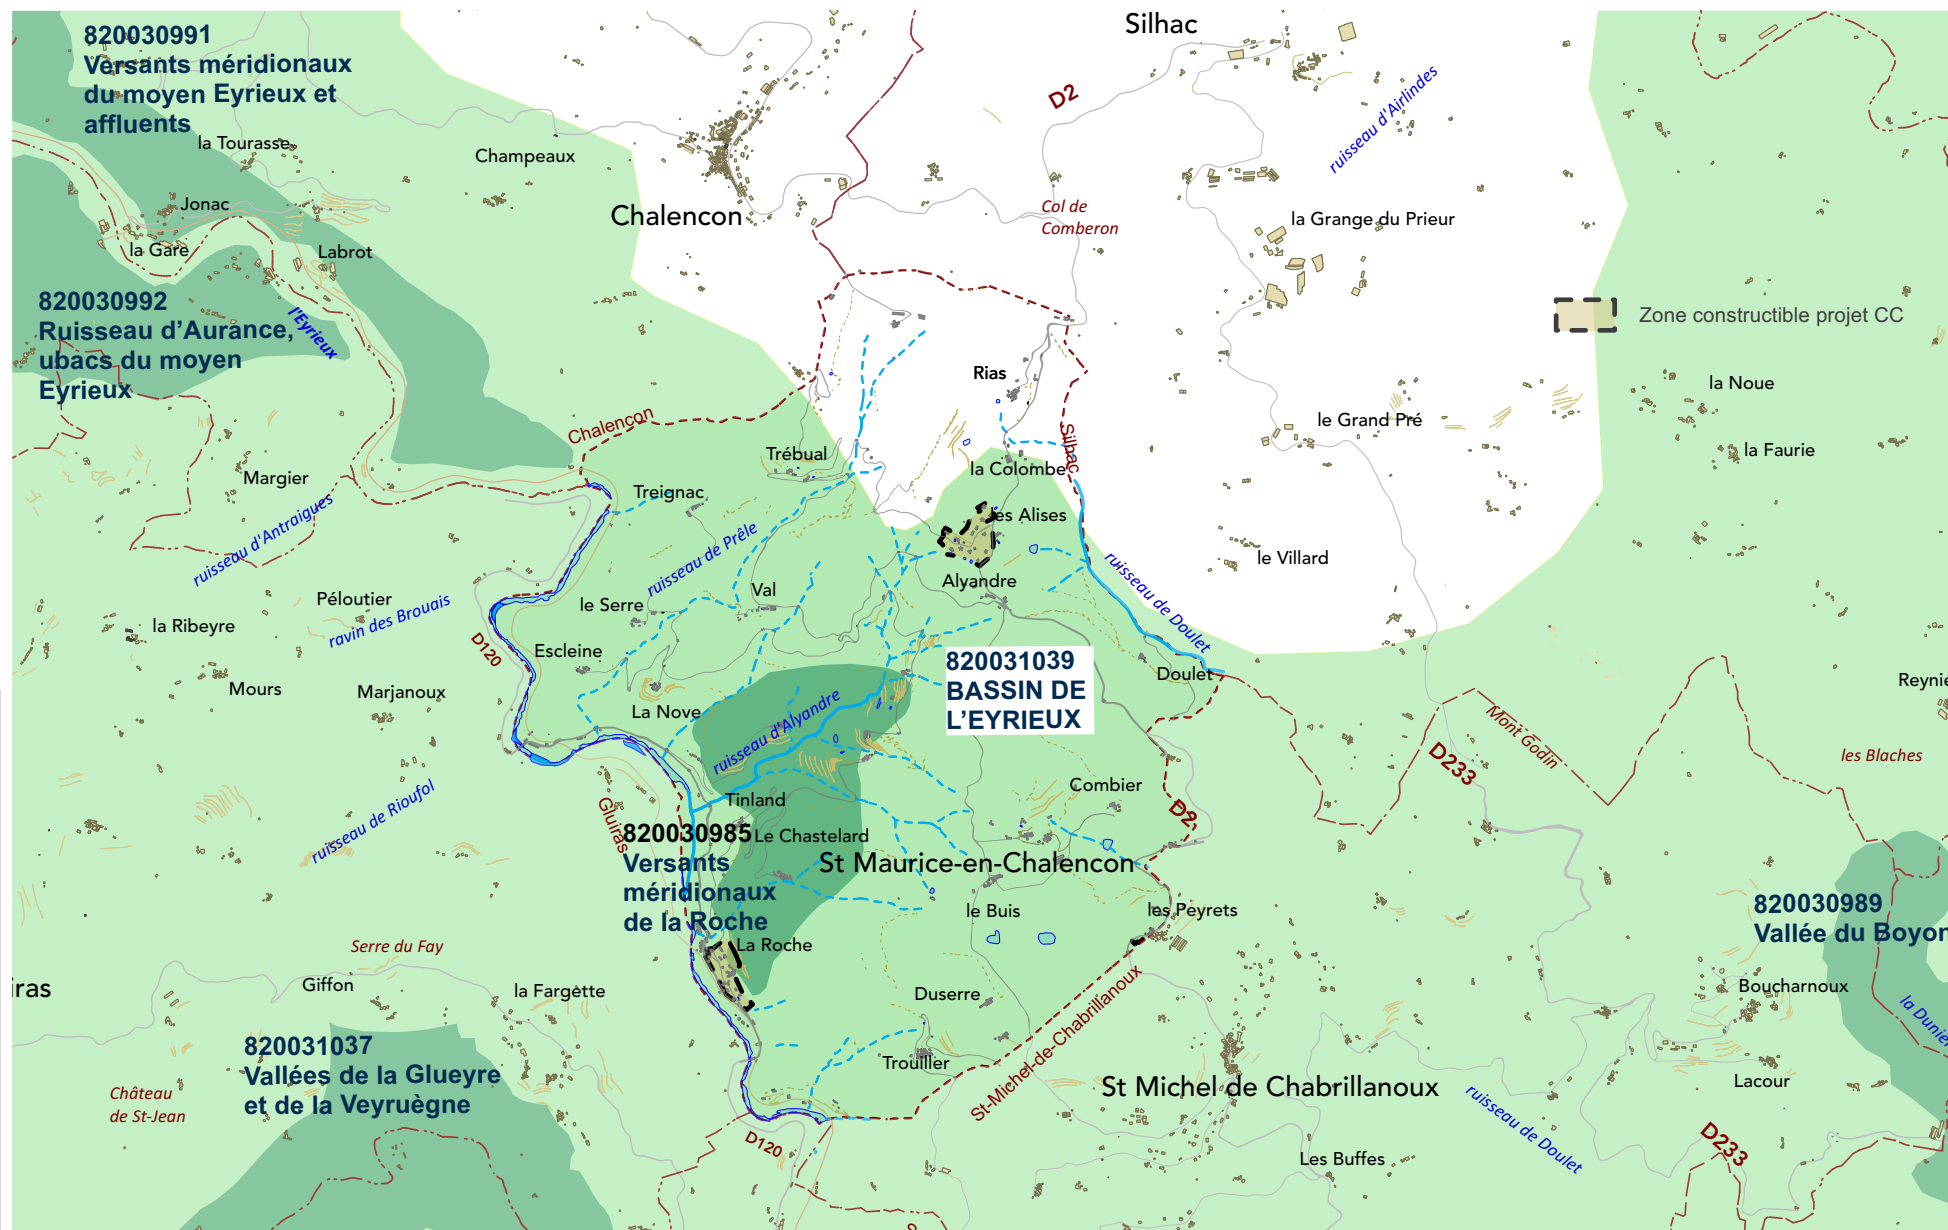 Silhac
820030991
Versants méridionaux
du moyen Eyrieux et
affluents
D2
ruisseau d'Airlindes
la Tourasse
Champeaux
Jonac
Chalencon
Col de
Comberon
la Grange du Prieur
la Gare
Labrot
820030992
Ruisseau d'Aurance,
ubacs du moyen
Eyrieux
l'Eyrieux
Zone constructible projet CC
Rias
la Noue
Chalencon
Silhac
le Grand Pré
la Faurie
Trébual
la Colombe
Margier
Treignac
ruisseau d'Antraigues
ruisseau de Prêle
es Alises
le Villard
Alyandre
ruisseau de Doulet
Péloutier
ravin des Brouais
le Serre
Val
la Ribeyre
D120
Escleine
820031039
BASSIN DE
L'EYRIEUX
Doulet
Mours
Marjanoux
La Nove
ruisseau d'Alyandre
Reynie
Mont Godin
D233
les Blaches
Combier
ruisseau de Rioufol
Gluiras
Tinland
D2
820030985
Versants
méridionaux
de la Roche
Le Chastelard
St Maurice-en-Chalencon
le Buis
les Peyrets
820030989
Vallée du Boyon
Serre du Fay
La Roche
iras
Giffon
la Fargette
Duserre
Boucharnoux
la Dunie
820031037
Vallées de la Glueyre
et de la Veyruègne
Trouiller
St-Michel-de-Chabrillanoux
St Michel de Chabrillanoux
Lacour
Château
de St-Jean
ruisseau de Doulet
D120
D233
Les Buffes